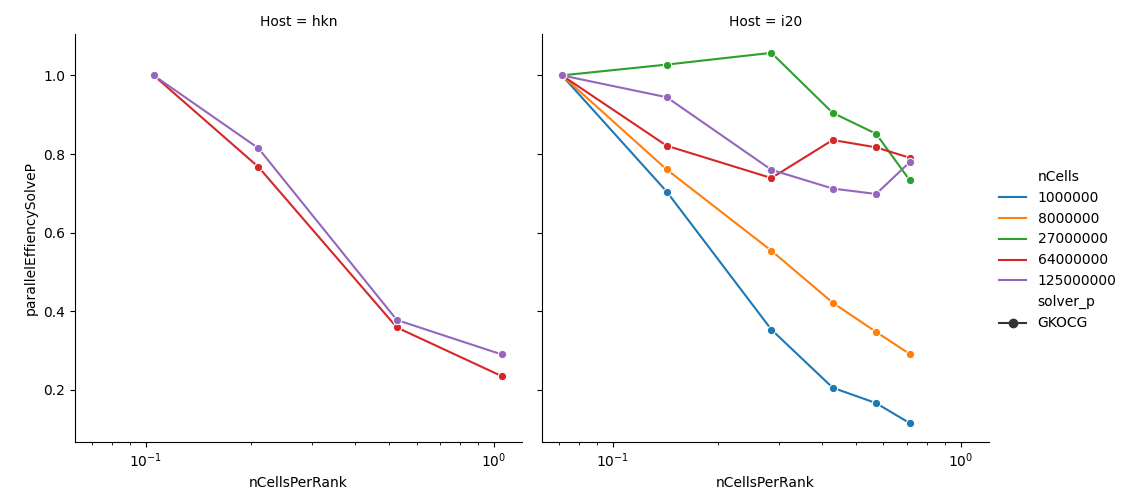 Host = hkn
Host = i20
1.0
0.8
0.6
0.4
0.2
parallelEffiencySolveP
10⁻¹
10⁰
10⁻¹
10⁰
nCellsPerRank
nCellsPerRank
nCells
1000000
8000000
27000000
64000000
125000000
solver_p
GKOCG